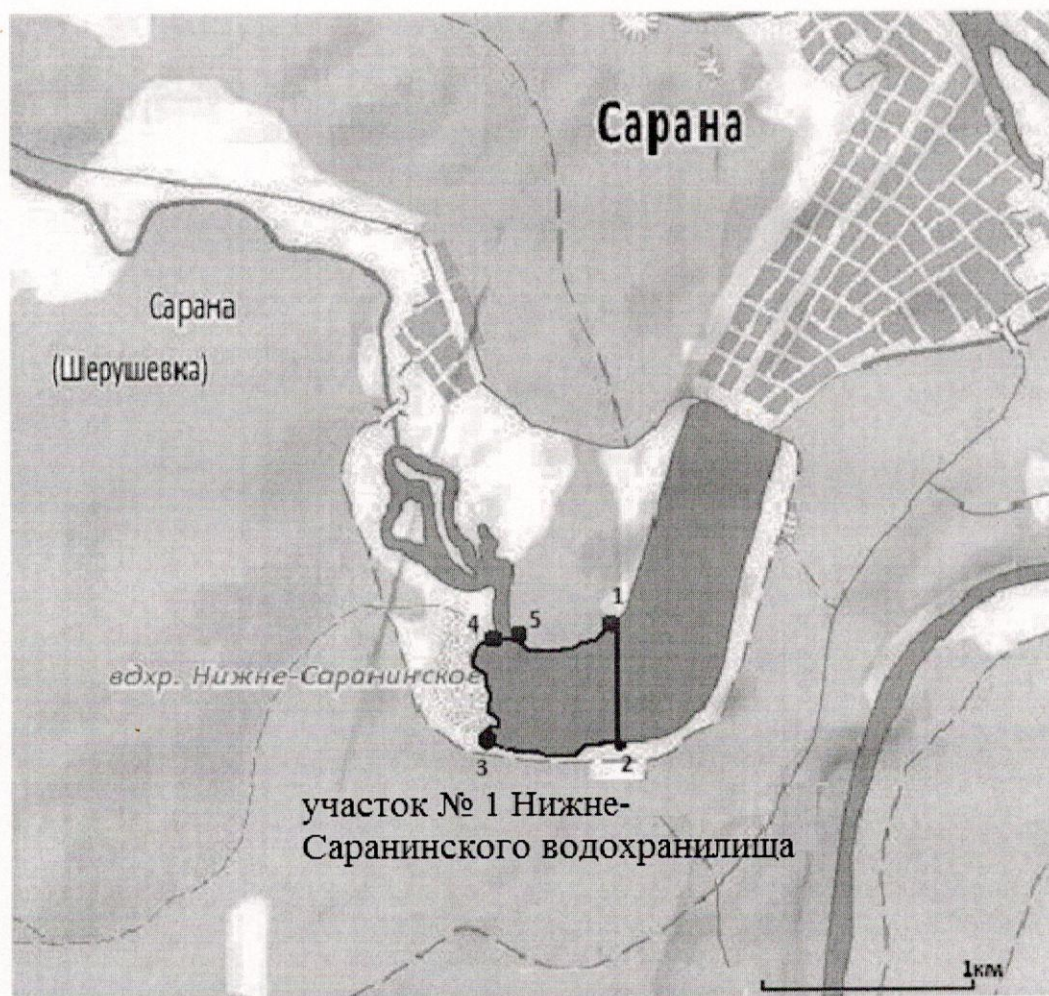 Сарана
Сарана
(Шерушевка)
1
4
5
вдхр. Нижне-Саранинское
3
2
участок № 1 Нижне-
Саранинского водохранилища
1км